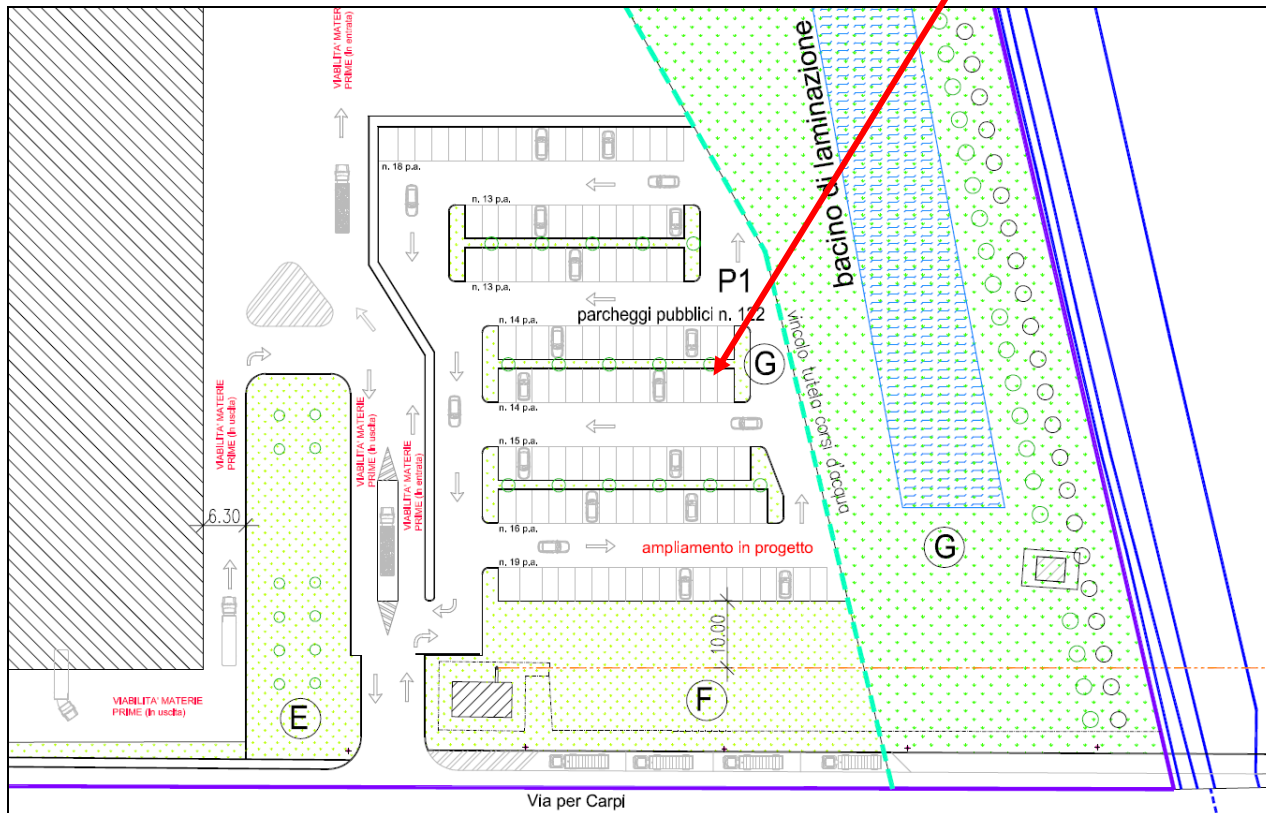 VIABILITA' MATERIE
PRIME (in entrata)
bacino di laminazione
n. 18 p.a.
n. 13 p.a.
n. 13 p.a.
P1
parcheggi pubblici n. 122
n. 14 p.a.
G
vincolo tutela corsi d'acqua
n. 14 p.a.
VIABILITA' MATERIE
PRIME (in uscita)
VIABILITA' MATERIE
PRIME (in uscita)
VIABILITA' MATERIE
PRIME (in entrata)
n. 15 p.a.
6.30
n. 16 p.a.
ampliamento in progetto
G
n. 19 p.a.
10.00
VIABILITA' MATERIE
PRIME (in uscita)
E
F
Via per Carpi